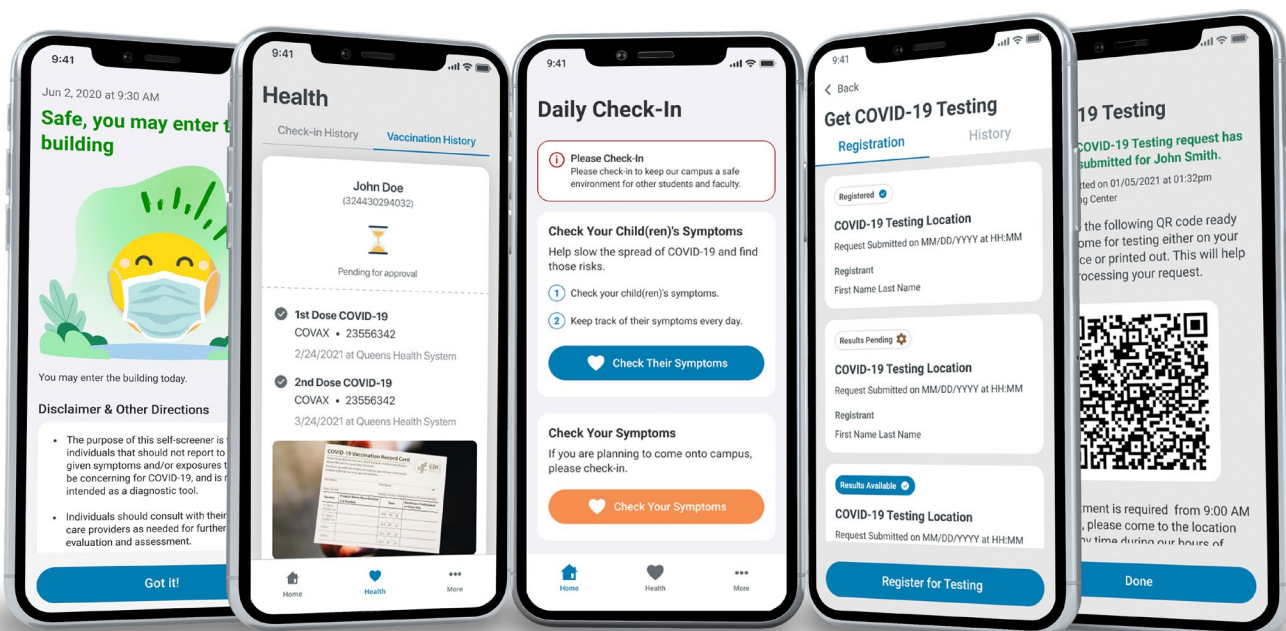 9:41
Jun 2, 2020 at 9:30 AM
Safe, you may enter t
building
You may enter the building today.
Disclaimer & Other Directions
• The purpose of this self-screener is
individuals that should not report to
given symptoms and/or exposures
be concerning for COVID-19, and is
intended as a diagnostic tool.
• Individuals should consult with their
care providers as needed for further
evaluation and assessment.
Got it!
9:41
Health
Check-in History
Vaccination History
John Doe
(324430294032)
Pending for approval
1st Dose COVID-19
COVAX • 23556342
2/24/2021 at Queens Health System
2nd Dose COVID-19
COVAX • 23556342
3/24/2021 at Queens Health System
COVID-19 Vaccination Record Card
CDC
Home
Health
More
9:41
Daily Check-In
Please Check-In
Please check-in to keep our campus a safe
environment for other students and faculty.
Check Your Child(ren)'s Symptoms
Help slow the spread of COVID-19 and find
those risks.
1 Check your child(ren)'s symptoms.
2 Keep track of their symptoms every day.
Check Their Symptoms
Check Your Symptoms
If you are planning to come onto campus,
please check-in.
Check Your Symptoms
Home
Health
More
9:41
< Back
Get COVID-19 Testing
Registration
History
Registered
COVID-19 Testing Location
Request Submitted on MM/DD/YYYY at HH:MM
Registrant
First Name Last Name
Results Pending
COVID-19 Testing Location
Request Submitted on MM/DD/YYYY at HH:MM
Registrant
First Name Last Name
Results Available
COVID-19 Testing Location
Request Submitted on MM/DD/YYYY at HH:MM
Register for Testing
19 Testing
COVID-19 Testing request has
submitted for John Smith.
tted on 01/05/2021 at 01:32pm
ng Center
the following QR code ready
ome for testing either on your
ce or printed out. This will help
rocessing your request.
tment is required from 9:00 AM
, please come to the location
ny time during our hours of
Done